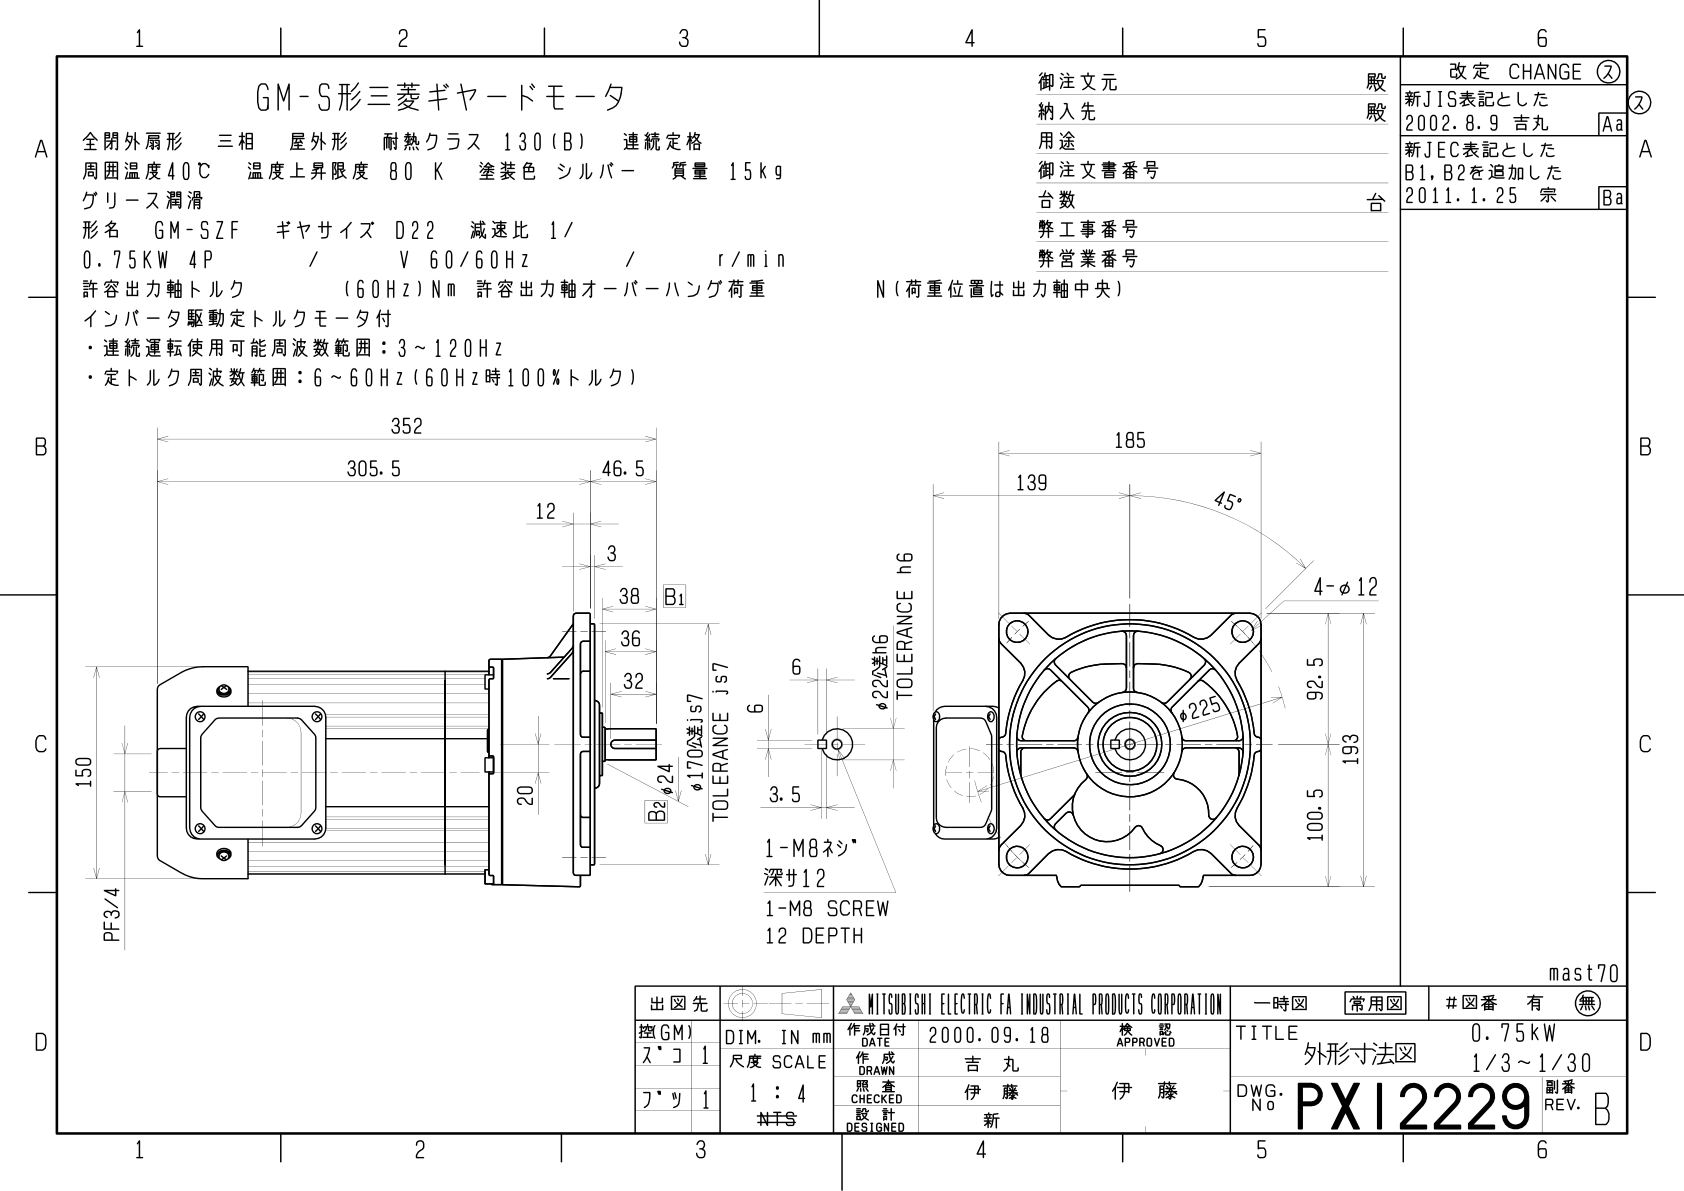 1 2 3 4 5 6
GM-S形三菱ギヤードモータ
全閉外扇形 三相 屋外形 耐熱クラス 130(B) 連続定格
周囲温度40℃ 温度上昇限度 80 K 塗装色 シルバー 質量 15kg
グリース潤滑
形名 GM-SZF ギヤサイズ D22 減速比 1/
0.75KW 4P / V 60/60Hz / r/min
許容出力軸トルク (60Hz)Nm 許容出力軸オーバーハング荷重 N(荷重位置は出力軸中央)
インバータ駆動定トルクモータ付
・連続運転使用可能周波数範囲：3~120Hz
・定トルク周波数範囲：6~60Hz(60Hz時100%トルク)
御注文元 殿
納入先 殿
用途
御注文書番号
台数 台
弊工事番号
弊営業番号
改定 CHANGE ス
新JIS表記とした ス
2002.8.9 吉丸 Aa
新JEC表記とした
B1,B2を追加した
2011.1.25 宗 Ba
A A
B B
C C
D D
352
305.5 46.5
12
3
38 B1
36
32
150
PF3/4
20
B2 φ24
φ170公差js7
TOLERANCE js7
6
6
3.5
φ22公差h6
TOLERANCE h6
1-M8ネジ
深サ12
1-M8 SCREW
12 DEPTH
185
139
45°
4-φ12
φ225
92.5
193
100.5
mast70
出図先
控(GM)
ズコ 1
ブツ 1
DIM. IN mm
尺度 SCALE
1 : 4
NTS
MITSUBISHI ELECTRIC FA INDUSTRIAL PRODUCTS CORPORATION
作成日付 DATE 2000.09.18
作成 DRAWN 吉丸
照査 CHECKED 伊藤
設計 DESIGNED 新
検認 APPROVED
伊藤
一時図 常用図 #図番 有 無
TITLE 外形寸法図
0.75kW
1/3~1/30
DWG. No PX12229
副番 REV. B
1 2 3 4 5 6